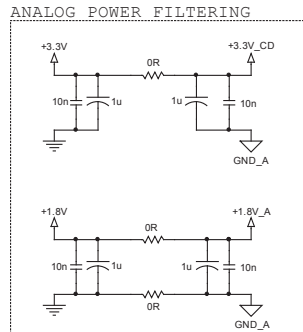 ANALOG POWER FILTERING
+3.3V +3.3V_CD
0R
10n 1u 1u 10n
GND_A
+1.8V +1.8V_A
0R
10n 1u 1u 10n
0R
GND_A